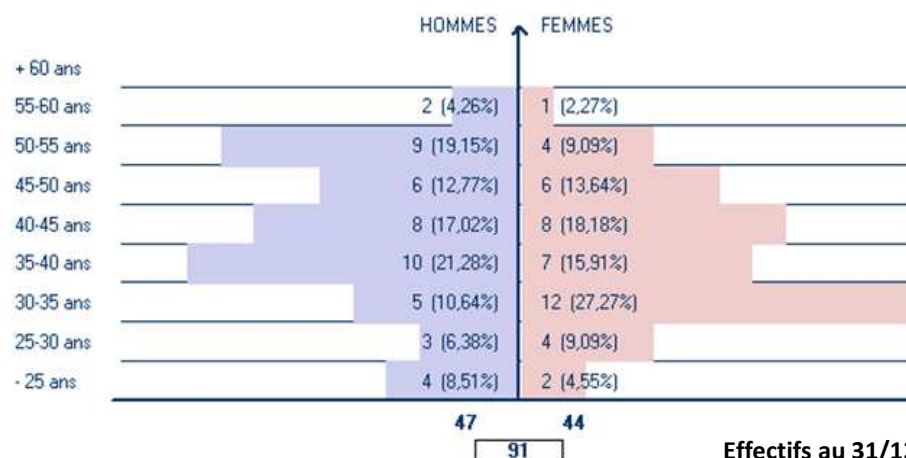 HOMMES FEMMES
+ 60 ans
55-60 ans 2 (4,26%) 1 (2,27%)
50-55 ans 9 (19,15%) 4 (9,09%)
45-50 ans 6 (12,77%) 6 (13,64%)
40-45 ans 8 (17,02%) 8 (18,18%)
35-40 ans 10 (21,28%) 7 (15,91%)
30-35 ans 5 (10,64%) 12 (27,27%)
25-30 ans 3 (6,38%) 4 (9,09%)
- 25 ans 4 (8,51%) 2 (4,55%)
47 44
91
Effectifs au 31/12